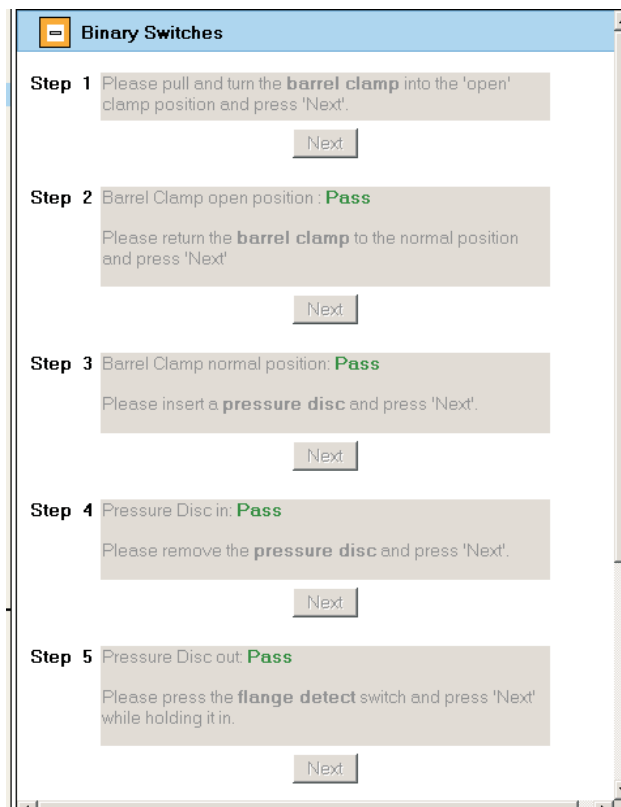 Binary Switches
Step 1 Please pull and turn the barrel clamp into the 'open'
clamp position and press 'Next'.
Next
Step 2 Barrel Clamp open position : Pass
Please return the barrel clamp to the normal position
and press 'Next'
Next
Step 3 Barrel Clamp normal position: Pass
Please insert a pressure disc and press 'Next'.
Next
Step 4 Pressure Disc in: Pass
Please remove the pressure disc and press 'Next'.
Next
Step 5 Pressure Disc out: Pass
Please press the flange detect switch and press 'Next'
while holding it in.
Next